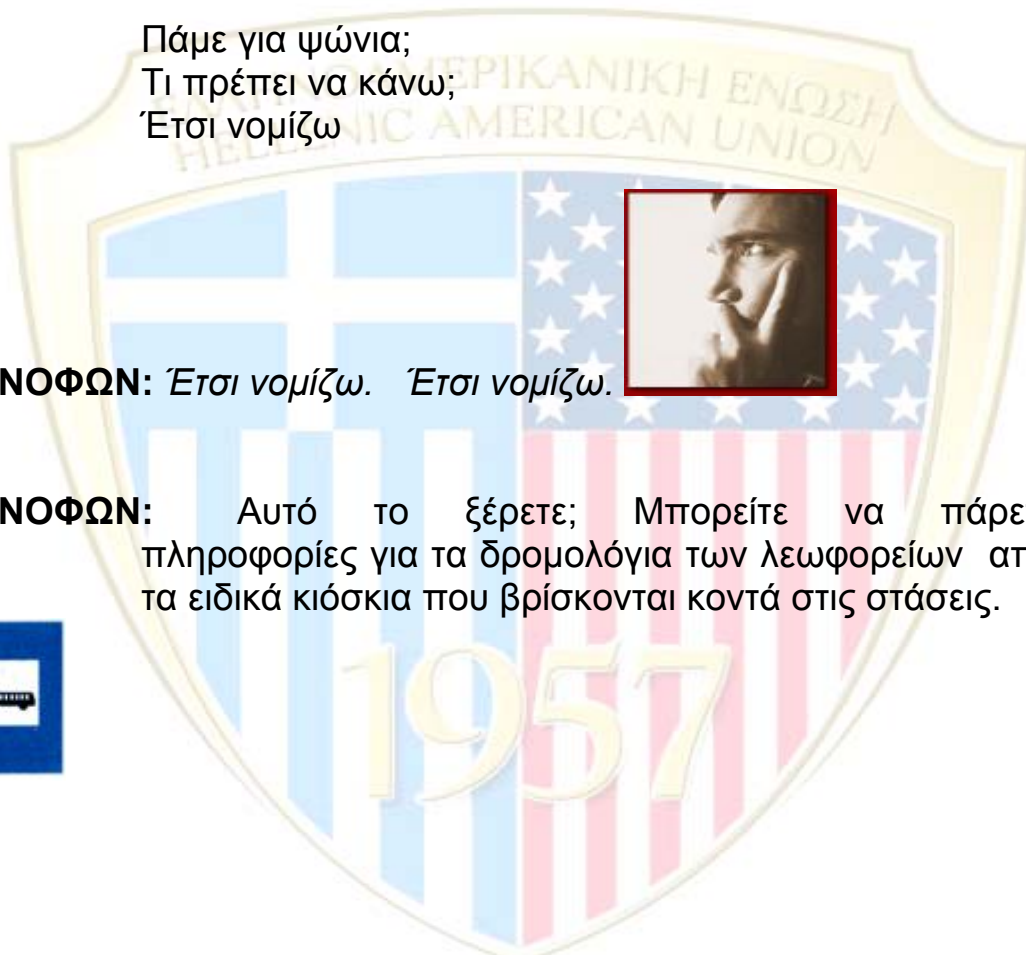 Πάμε για ψώνια;
Τι πρέπει να κάνω;
ΕΡΙΚΑΝΙΚΗ ΕΝΩΣΗ
Έτσι νομίζω
HELLENIC AMERICAN UNION
ΝΟΦΩΝ: Έτσι νομίζω. Έτσι νομίζω.
ΝΟΦΩΝ: Αυτό το ξέρετε; Μπορείτε να πάρε
πληροφορίες για τα δρομολόγια των λεωφορείων απ
τα ειδικά κιόσκια που βρίσκονται κοντά στις στάσεις.
1957